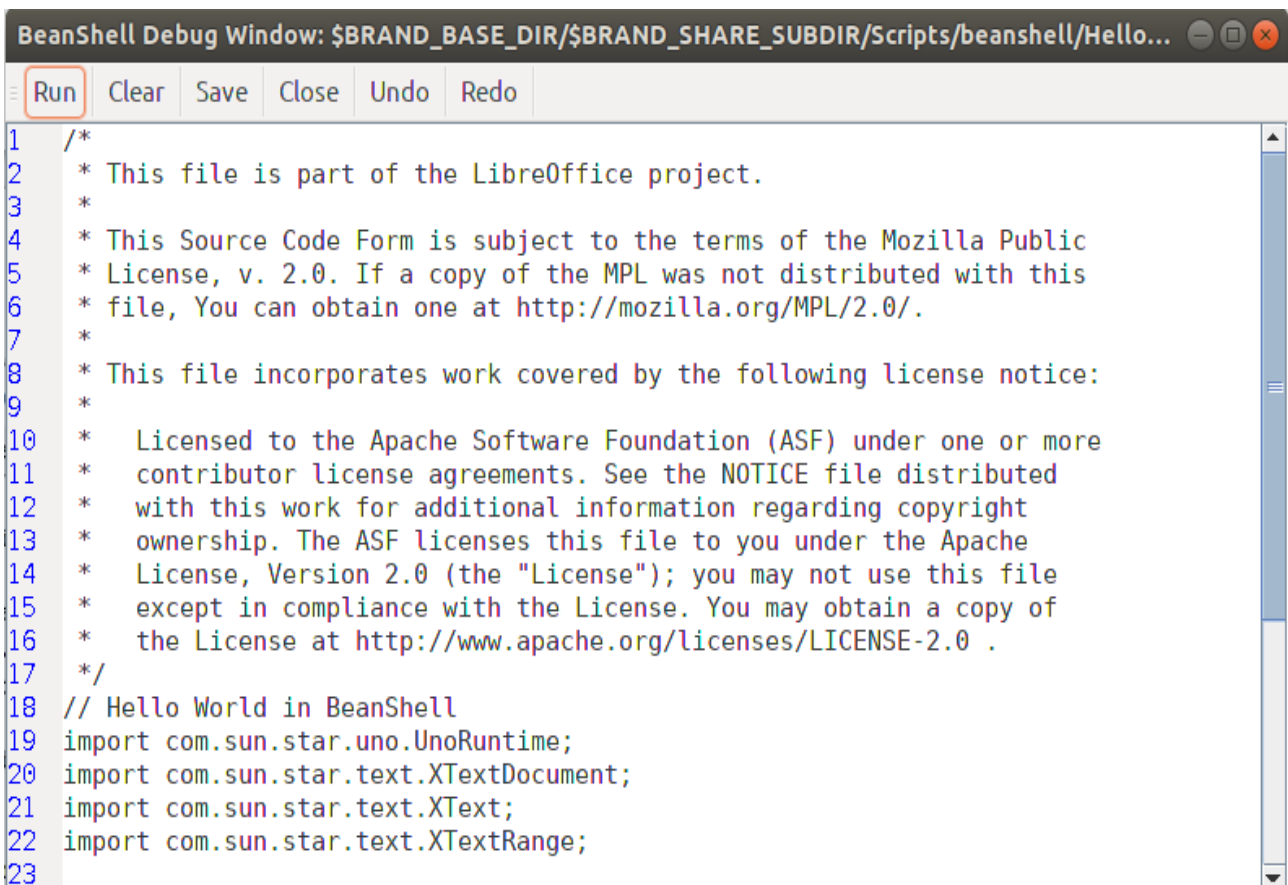 BeanShell Debug Window: $BRAND_BASE_DIR/$BRAND_SHARE_SUBDIR/Scripts/beanshell/Hello...
Run Clear Save Close Undo Redo
1 /*
2  * This file is part of the LibreOffice project.
3  *
4  * This Source Code Form is subject to the terms of the Mozilla Public
5  * License, v. 2.0. If a copy of the MPL was not distributed with this
6  * file, You can obtain one at http://mozilla.org/MPL/2.0/.
7  *
8  * This file incorporates work covered by the following license notice:
9  *
10  *   Licensed to the Apache Software Foundation (ASF) under one or more
11  *   contributor license agreements. See the NOTICE file distributed
12  *   with this work for additional information regarding copyright
13  *   ownership. The ASF licenses this file to you under the Apache
14  *   License, Version 2.0 (the "License"); you may not use this file
15  *   except in compliance with the License. You may obtain a copy of
16  *   the License at http://www.apache.org/licenses/LICENSE-2.0 .
17  */
18 // Hello World in BeanShell
19 import com.sun.star.uno.UnoRuntime;
20 import com.sun.star.text.XTextDocument;
21 import com.sun.star.text.XText;
22 import com.sun.star.text.XTextRange;
23